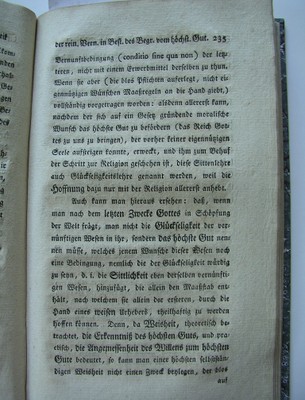 der rein. Vern. in Best. des Begr. vom höchst. Gut. 235
Vernunftbedingung (conditio sine qua non) der letz-
teren, nicht mit einem Erwerbmittel derselben zu thun.
Wenn sie aber (die blos Pflichten auferlegt, nicht ei-
gennützigen Wünschen Maasregeln an die Hand giebt,)
vollständig vorgetragen worden: alsdenn allererst kann,
nachdem der sich auf ein Gesetz gründende moralische
Wunsch das höchste Gut zu befördern (das Reich Got-
tes zu uns zu bringen), der vorher keiner eigennützigen
Seele aufsteigen konnte, erweckt, und ihm zum Behuf
der Schritt zur Religion geschehen ist, diese Sittenlehre
auch Glückseligkeitslehre genannt werden, weil die
Hoffnung dazu nur mit der Religion allererst anhebt.
Auch kann man hieraus ersehen: daß, wenn
man nach dem letzten Zwecke Gottes in Schöpfung
der Welt frägt, man nicht die Glückseligkeit der ver-
nünftigen Wesen in ihr, sondern das höchste Gut nen-
nen müsse, welches jenem Wunsche dieser Wesen noch
eine Bedingung, nemlich die der Glückseligkeit würdig
zu seyn, d. i. die Sittlichkeit eben derselben vernünfti-
gen Wesen, hinzufügt, die allein den Maaßstab ent-
hält, nach welchem sie allein der ersteren, durch die
Hand eines weisen Urhebers, theilhaftig zu werden
hoffen können. Denn, da Weisheit, theoretisch be-
trachtet, die Erkenntniß des höchsten Guts, und pra-
ctisch, die Angemessenheit des Willens zum höchsten
Gute bedeutet, so kann man einer höchsten selbststän-
digen Weisheit nicht einen Zweck beylegen, der blos
auf